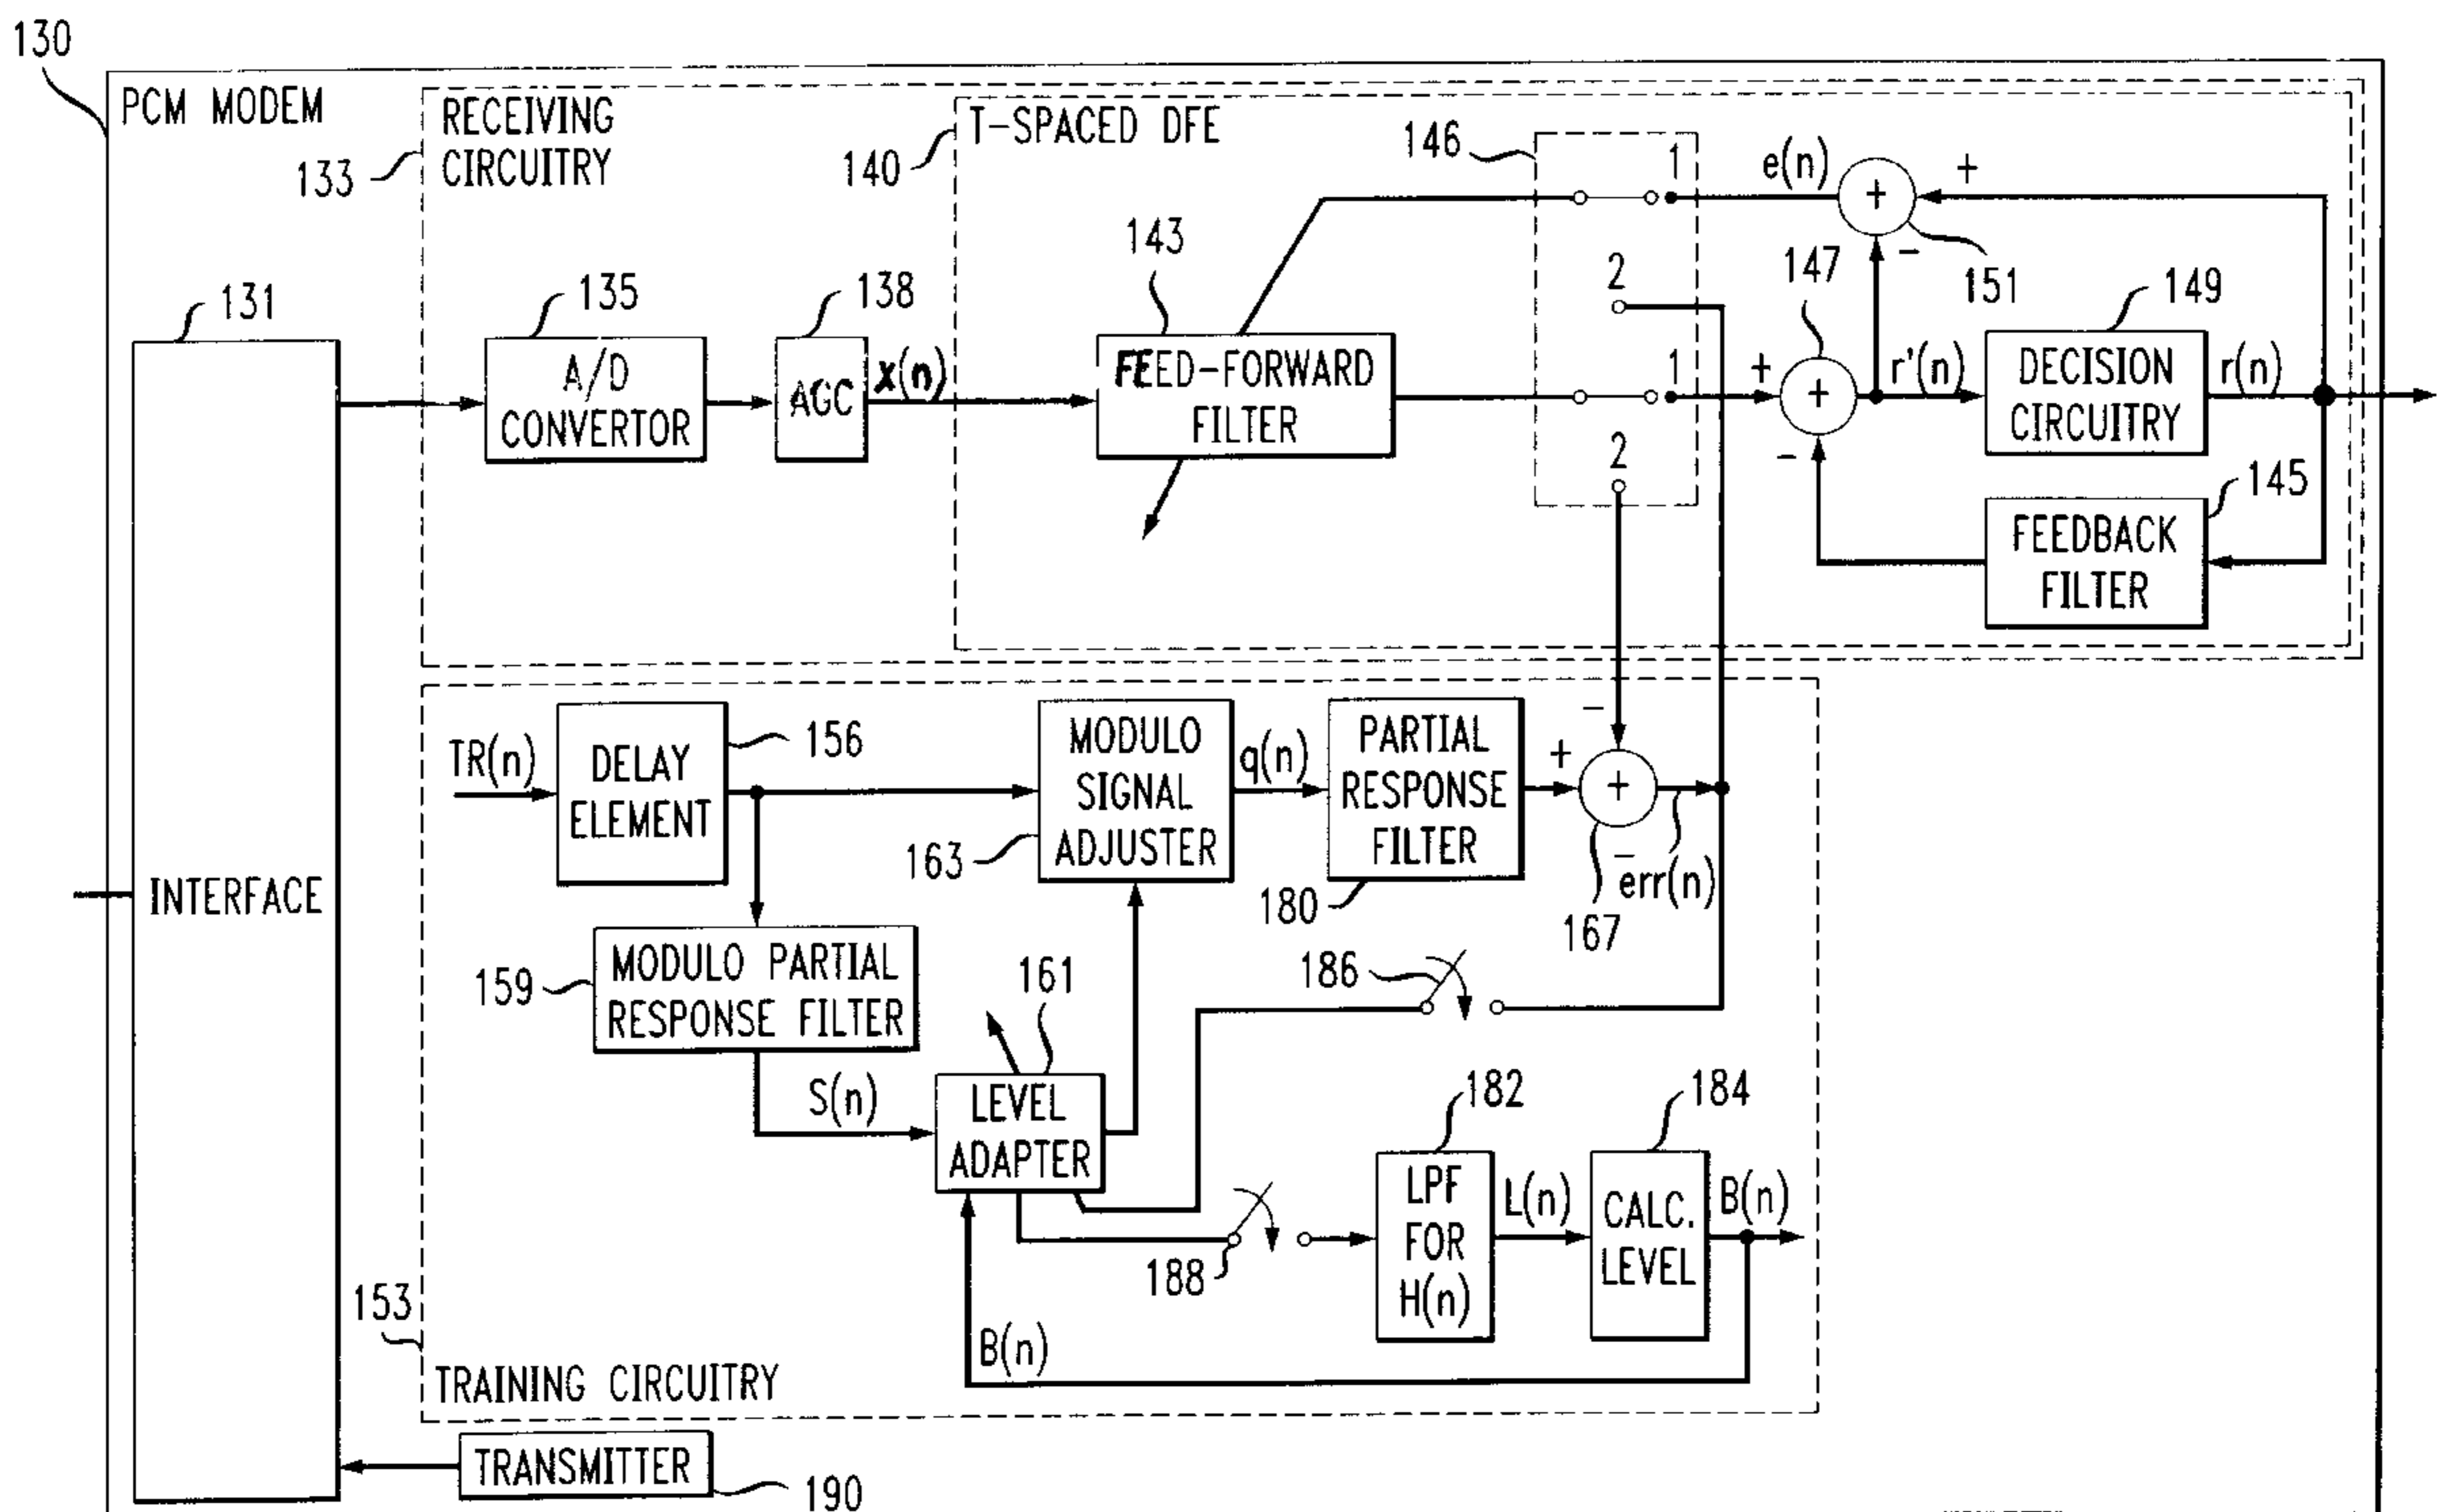 130
PCM MODEM
RECEIVING
CIRCUITRY
133
T-SPACED DFE
140
146
1
e(n)
+
+
-
151
143
147
149
2
131
135
138
A/D
CONVERTOR
AGC
x(n)
FEED-FORWARD
FILTER
1
+
+
-
r'(n)
DECISION
CIRCUITRY
r(n)
2
145
FEEDBACK
FILTER
INTERFACE
TR(n)
DELAY
ELEMENT
156
MODULO
SIGNAL
ADJUSTER
163
q(n)
PARTIAL
RESPONSE
FILTER
180
-
+
+
-
err(n)
167
MODULO PARTIAL
RESPONSE FILTER
159
161
186
S(n)
LEVEL
ADAPTER
182
184
LPF
FOR
H(n)
L(n)
CALC.
LEVEL
B(n)
188
153
B(n)
TRAINING CIRCUITRY
TRANSMITTER
190